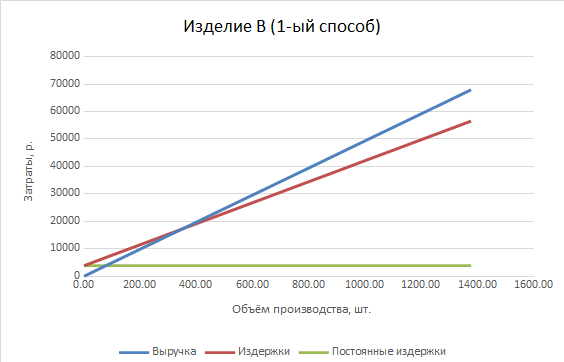 Изделие В (1-ый способ)
80000
70000
60000
50000
40000
30000
20000
10000
0
Затраты, р.
0.00 200.00 400.00 600.00 800.00 1000.00 1200.00 1400.00 1600.00
Объём производства, шт.
Выручка Издержки Постоянные издержки